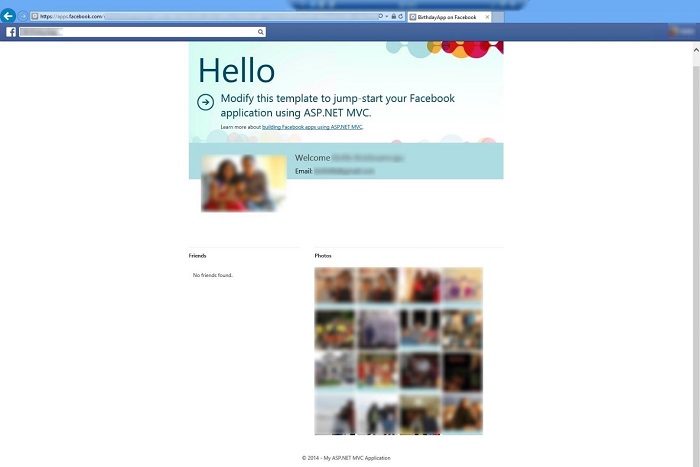 https://apps.facebook.com/
BirthdayApp on Facebook
Hello
Modify this template to jump-start your Facebook
application using ASP.NET MVC.
Learn more about building Facebook apps using ASP.NET MVC.
Welcome
Email:
Friends
Photos
No friends found.
© 2014 - My ASP.NET MVC Application